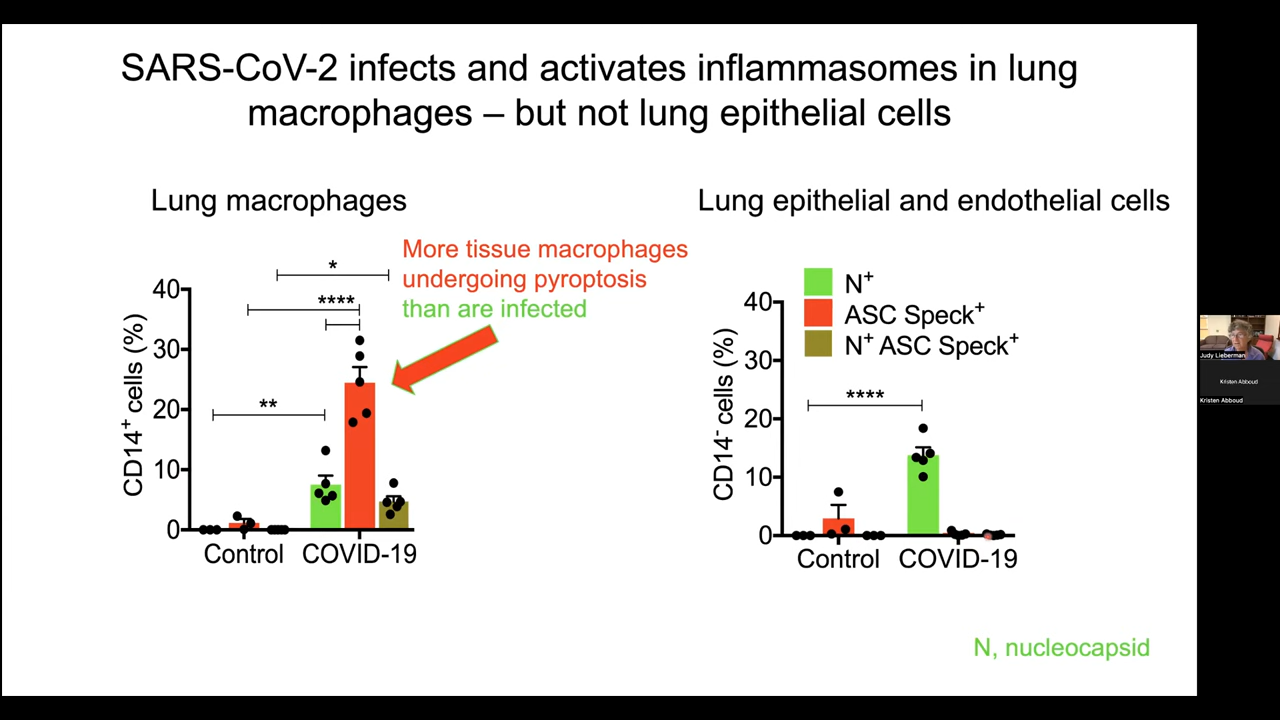 SARS-CoV-2 infects and activates inflammasomes in lung
macrophages – but not lung epithelial cells
Lung macrophages
Lung epithelial and endothelial cells
More tissue macrophages
undergoing pyroptosis
than are infected
*
****
**
40
30
20
10
0
CD14+ cells (%)
Control
COVID-19
N+
ASC Speck+
N+ ASC Speck+
****
40
30
20
10
0
CD14- cells (%)
Control
COVID-19
N, nucleocapsid
Judy Lieberman
Kristen Abboud
Kristen Abboud